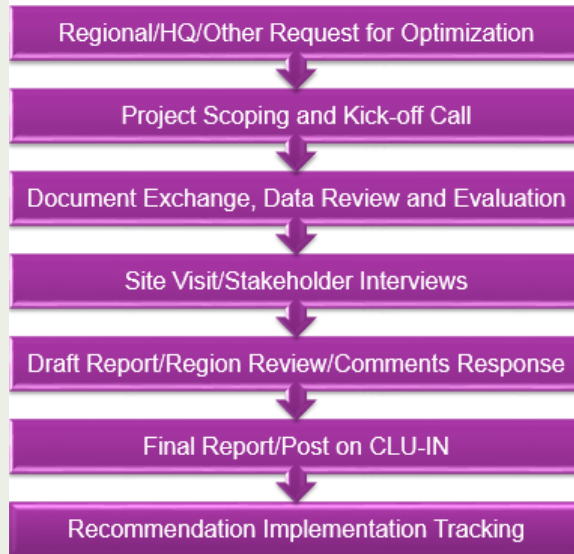 Regional/HQ/Other Request for Optimization
Project Scoping and Kick-off Call
Document Exchange, Data Review and Evaluation
Site Visit/Stakeholder Interviews
Draft Report/Region Review/Comments Response
Final Report/Post on CLU-IN
Recommendation Implementation Tracking